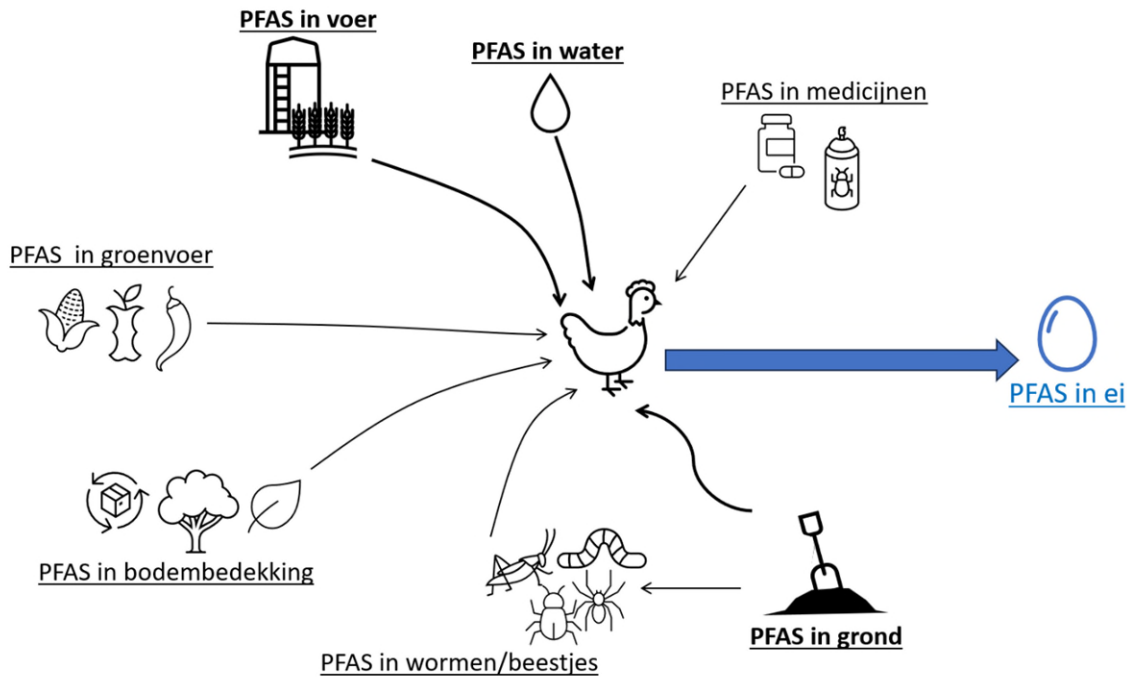 PFAS in voer
PFAS in water
PFAS in medicijnen
PFAS in groenvoer
PFAS in ei
PFAS in bodembedekking
PFAS in grond
PFAS in wormen/beestjes